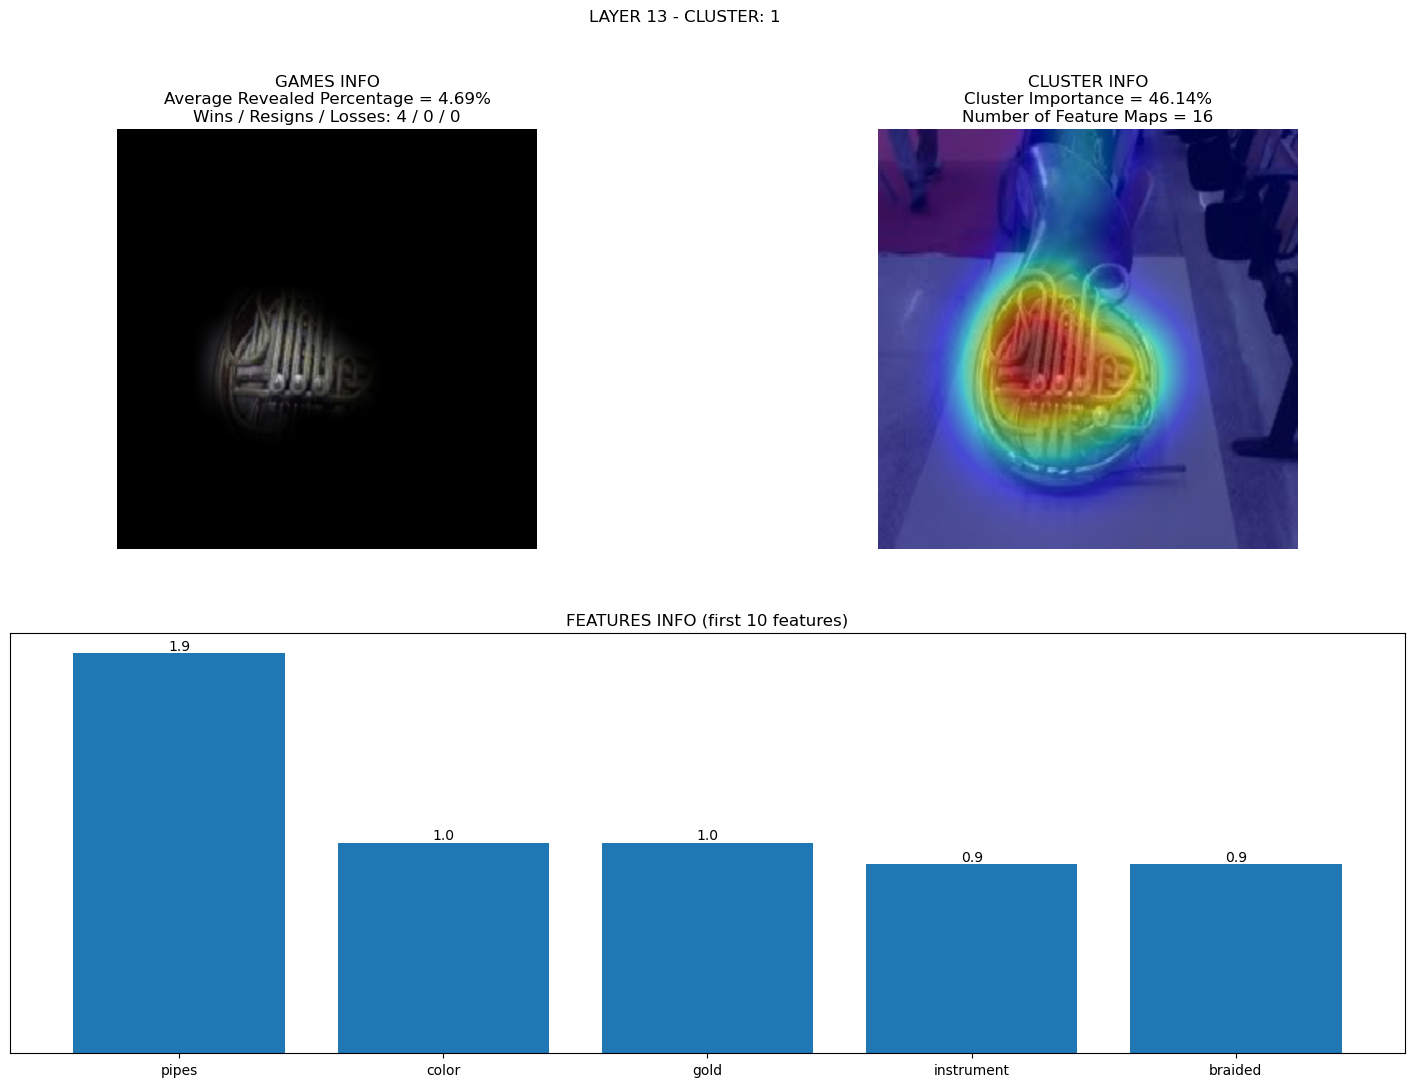 LAYER 13 - CLUSTER: 1
GAMES INFO
Average Revealed Percentage = 4.69%
Wins / Resigns / Losses: 4 / 0 / 0
CLUSTER INFO
Cluster Importance = 46.14%
Number of Feature Maps = 16
FEATURES INFO (first 10 features)
1.9
1.0
1.0
0.9
0.9
pipes
color
gold
instrument
braided